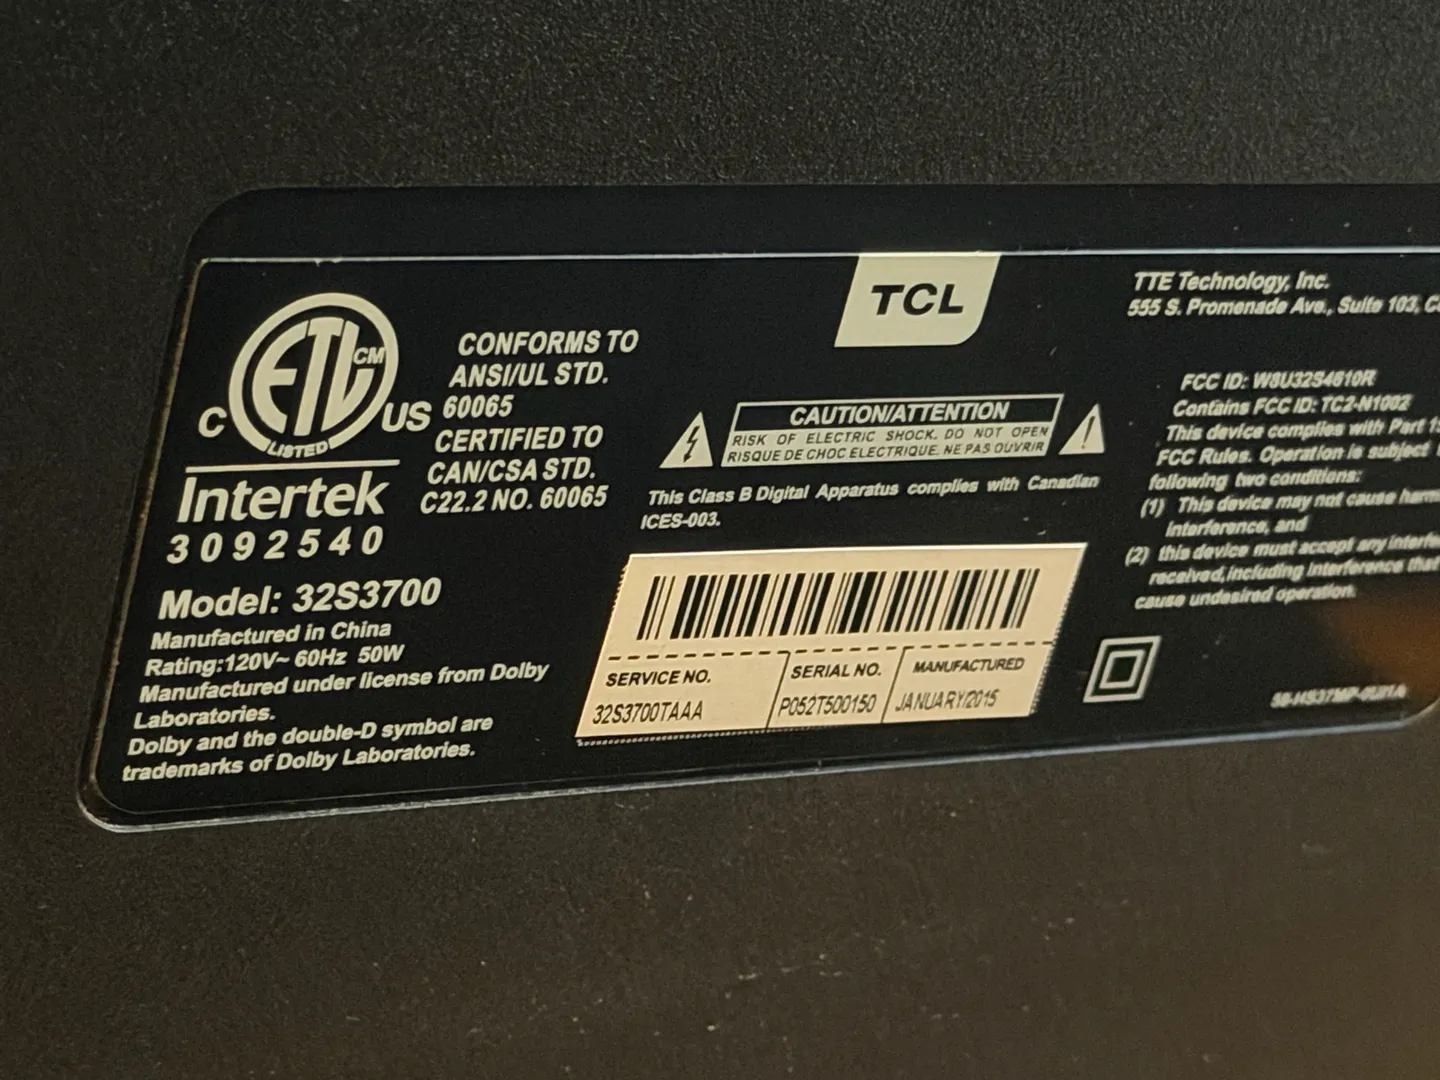 TCL
TTE Technology, Inc.
555 S. Promenade Ave., Suite 103,
ETL CM
C US
LISTED
Intertek
3092540
CONFORMS TO
ANSI/UL STD.
60065
CERTIFIED TO
CAN/CSA STD.
C22.2 NO. 60065
Model: 32S3700
Manufactured in China
Rating:120V~ 60Hz 50W
Manufactured under license from Dolby
Laboratories.
Dolby and the double-D symbol are
trademarks of Dolby Laboratories.
CAUTION/ATTENTION
RISK OF ELECTRIC SHOCK. DO NOT OPEN
RISQUE DE CHOC ELECTRIQUE. NE PAS OUVRIR
This Class B Digital Apparatus complies with Canadian
ICES-003.
SERVICE NO.
32S3700TAAA
SERIAL NO.
P052T500150
MANUFACTURED
JANUARY/2015
FCC ID: W8U32S4610R
Contains FCC ID: TC2-N1002
This device complies with Part
FCC Rules. Operation is subject
following two conditions:
(1) This device may not cause
interference, and
(2) this device must accept any
received, including interference that
cause undesired operation.